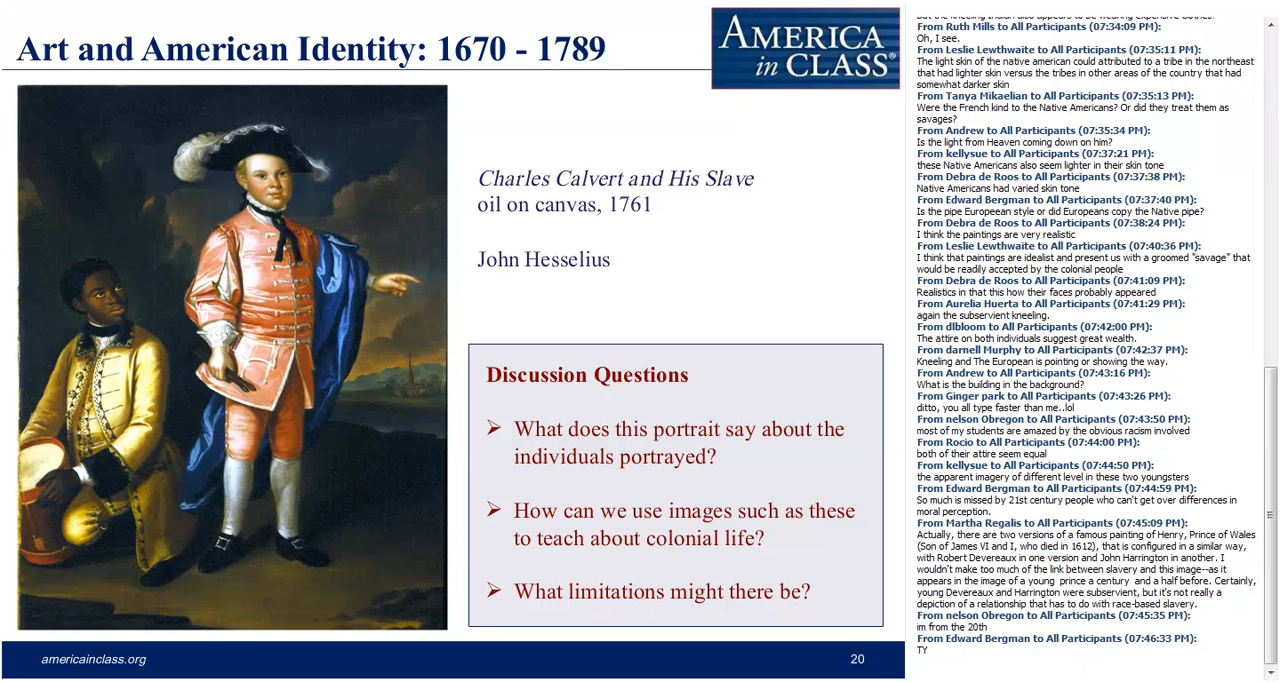 Art and American Identity: 1670 - 1789
AMERICA
in CLASS®
Charles Calvert and His Slave
oil on canvas, 1761
John Hesselius
Discussion Questions
➢ What does this portrait say about the
individuals portrayed?
➢ How can we use images such as these
to teach about colonial life?
➢ What limitations might there be?
americainclass.org
20
But the kneeling Indian also appears to be wearing expensive clothes.
From Ruth Mills to All Participants (07:34:09 PM):
Oh, I see.
From Leslie Lewthwaite to All Participants (07:35:11 PM):
The light skin of the native american could attributed to a tribe in the northeast
that had lighter skin versus the tribes in other areas of the country that had
somewhat darker skin
From Tanya Mikaelian to All Participants (07:35:13 PM):
Were the French kind to the Native Americans? Or did they treat them as
savages?
From Andrew to All Participants (07:35:34 PM):
Is the light from Heaven coming down on him?
From kellysue to All Participants (07:37:21 PM):
these Native Americans also seem lighter in their skin tone
From Debra de Roos to All Participants (07:37:38 PM):
Native Americans had varied skin tone
From Edward Bergman to All Participants (07:37:40 PM):
Is the pipe Europeean style or did Europeans copy the Native pipe?
From Debra de Roos to All Participants (07:38:24 PM):
I think the paintings are very realistic
From Leslie Lewthwaite to All Participants (07:40:36 PM):
I think that paintings are idealist and present us with a groomed "savage" that
would be readily accepted by the colonial people
From Debra de Roos to All Participants (07:41:09 PM):
Realistics in that this how their faces probably appeared
From Aurelia Huerta to All Participants (07:41:29 PM):
again the subservient kneeling.
From dlbloom to All Participants (07:42:00 PM):
The attire on both individuals suggest great wealth.
From darnell Murphy to All Participants (07:42:37 PM):
Kneeling and The European is pointing or showing the way.
From Andrew to All Participants (07:43:16 PM):
What is the building in the background?
From Ginger park to All Participants (07:43:26 PM):
ditto, you all type faster than me..lol
From nelson Obregon to All Participants (07:43:50 PM):
most of my students are amazed by the obvious racism involved
From Rocio to All Participants (07:44:00 PM):
both of their attire seem equal
From kellysue to All Participants (07:44:50 PM):
the apparent imagery of different level in these two youngsters
From Edward Bergman to All Participants (07:44:59 PM):
So much is missed by 21st century people who can't get over differences in
moral perception.
From Martha Regalis to All Participants (07:45:09 PM):
Actually, there are two versions of a famous painting of Henry, Prince of Wales
(Son of James VI and I, who died in 1612), that is configured in a similar way,
with Robert Devereaux in one version and John Harrington in another. I
wouldn't make too much of the link between slavery and this image--as it
appears in the image of a young prince a century and a half before. Certainly,
young Devereaux and Harrington were subservient, but it's not really a
depiction of a relationship that has to do with race-based slavery.
From nelson Obregon to All Participants (07:45:35 PM):
im from the 20th
From Edward Bergman to All Participants (07:46:33 PM):
TY